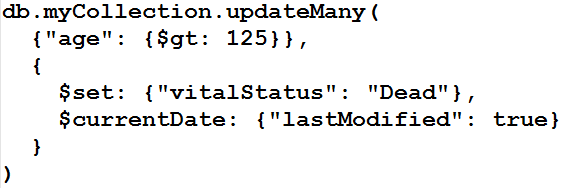 db.myCollection.updateMany(
  {"age": {$gt: 125}},
  {
    $set: {"vitalStatus": "Dead"},
    $currentDate: {"lastModified": true}
  }
)